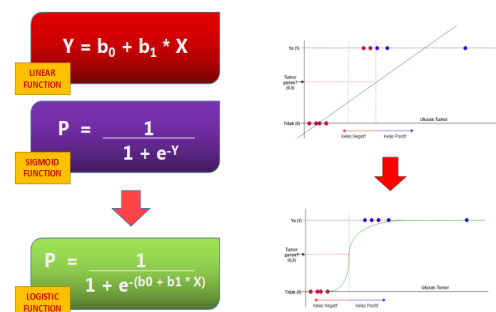 Y = b0 + b1 * X
LINEAR
FUNCTION
P = 1
1 + e-Y
SIGMOID
FUNCTION
P = 1
1 + e-(b0 + b1 * X)
LOGISTIC
FUNCTION
Ya (1)
Tumor
ganas?
(0,5)
Tidak (0)
Ukuran Tumor
Kelas Negatif
Kelas Positif
Ya (1)
Tumor
ganas?
(0,5)
Tidak (0)
Ukuran Tumor
Kelas Negatif
Kelas Positif